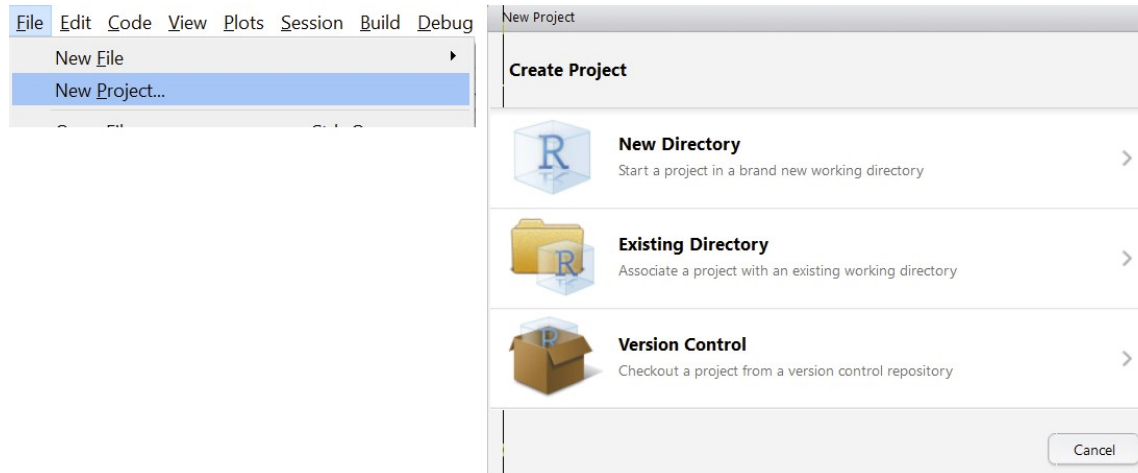 File Edit Code View Plots Session Build Debug
New File
New Project...
New Project
Create Project
New Directory
Start a project in a brand new working directory
Existing Directory
Associate a project with an existing working directory
Version Control
Checkout a project from a version control repository
Cancel